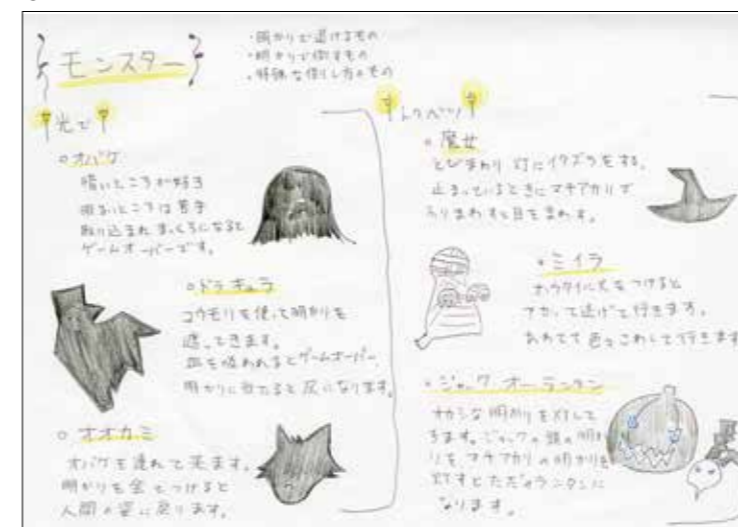 モンスター
・明かりで逃げるもの
・明かりで倒すもの
・特殊な倒し方のもの
光で
○オバケ
暗いところが好き
明るいところは苦手
取り込まれまっくろになると
ゲームオーバーです。
○ドラキュラ
コウモリを使って明かりを
遮ってきます。
血を吸われるとゲームオーバー。
明かりに当たると灰になります。
○オオカミ
オバケを連れて来ます。
明かりを つけると
人間の姿に戻ります。
トクベツ
○魔女
とびまわり 灯にイタズラをする。
止まっているときにマチアカリで
ふりまわすと目をまわす。
○ミイラ
ホウタイに火をつけると
逃げて行きます。
あわてて 色々こわして行きます
○ジャック・オー・ランタン
オカシな明かりを灯して
きます。ジャックの頭の明か
りを、マチアカリの明かりを
灯すとただのランタンに
なります。